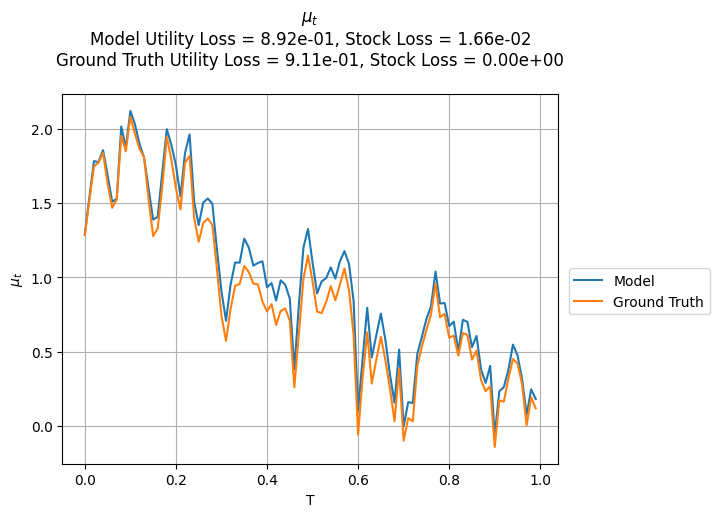 μₜ
Model Utility Loss = 8.92e-01, Stock Loss = 1.66e-02
Ground Truth Utility Loss = 9.11e-01, Stock Loss = 0.00e+00
2.0
1.5
1.0
0.5
0.0
μₜ
0.0 0.2 0.4 0.6 0.8 1.0
T
Model
Ground Truth